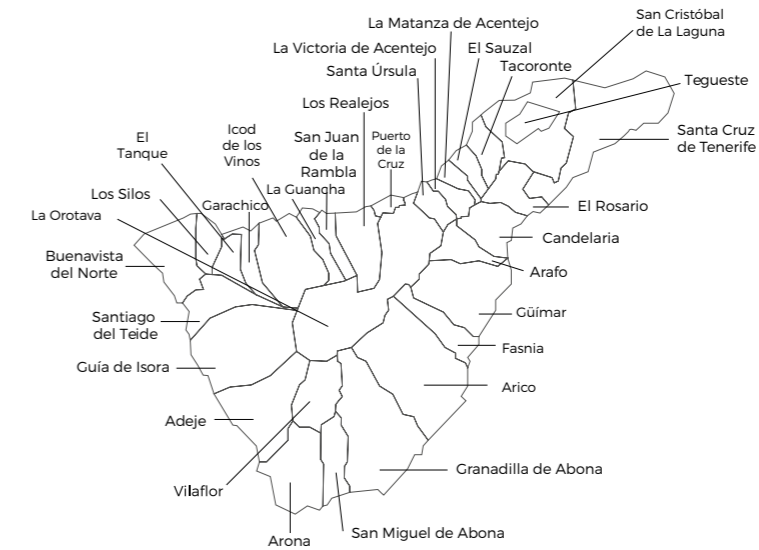 La Matanza de Acentejo
San Cristóbal
de La Laguna
La Victoria de Acentejo
El Sauzal
Santa Úrsula
Tacoronte
Tegueste
Los Realejos
Santa Cruz
de Tenerife
El
Tanque
Icod
de los
Vinos
San Juan
de la
Rambla
Puerto
de la
Cruz
La Guancha
Los Silos
Garachico
El Rosario
La Orotava
Candelaria
Buenavista
del Norte
Arafo
Santiago
del Teide
Güímar
Fasnia
Guía de Isora
Arico
Adeje
Granadilla de Abona
Vilaflor
San Miguel de Abona
Arona